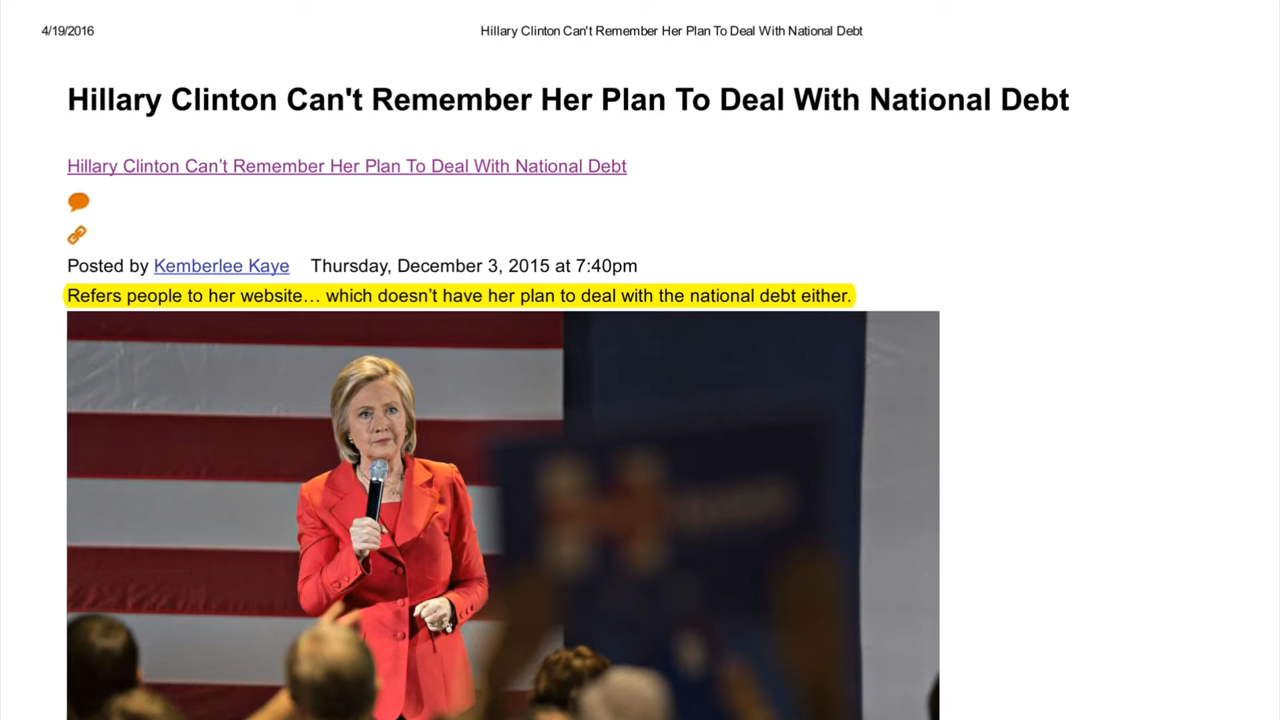 4/19/2016
Hillary Clinton Can't Remember Her Plan To Deal With National Debt
Hillary Clinton Can't Remember Her Plan To Deal With National Debt
Hillary Clinton Can’t Remember Her Plan To Deal With National Debt
Posted by Kemberlee Kaye Thursday, December 3, 2015 at 7:40pm
Refers people to her website… which doesn’t have her plan to deal with the national debt either.